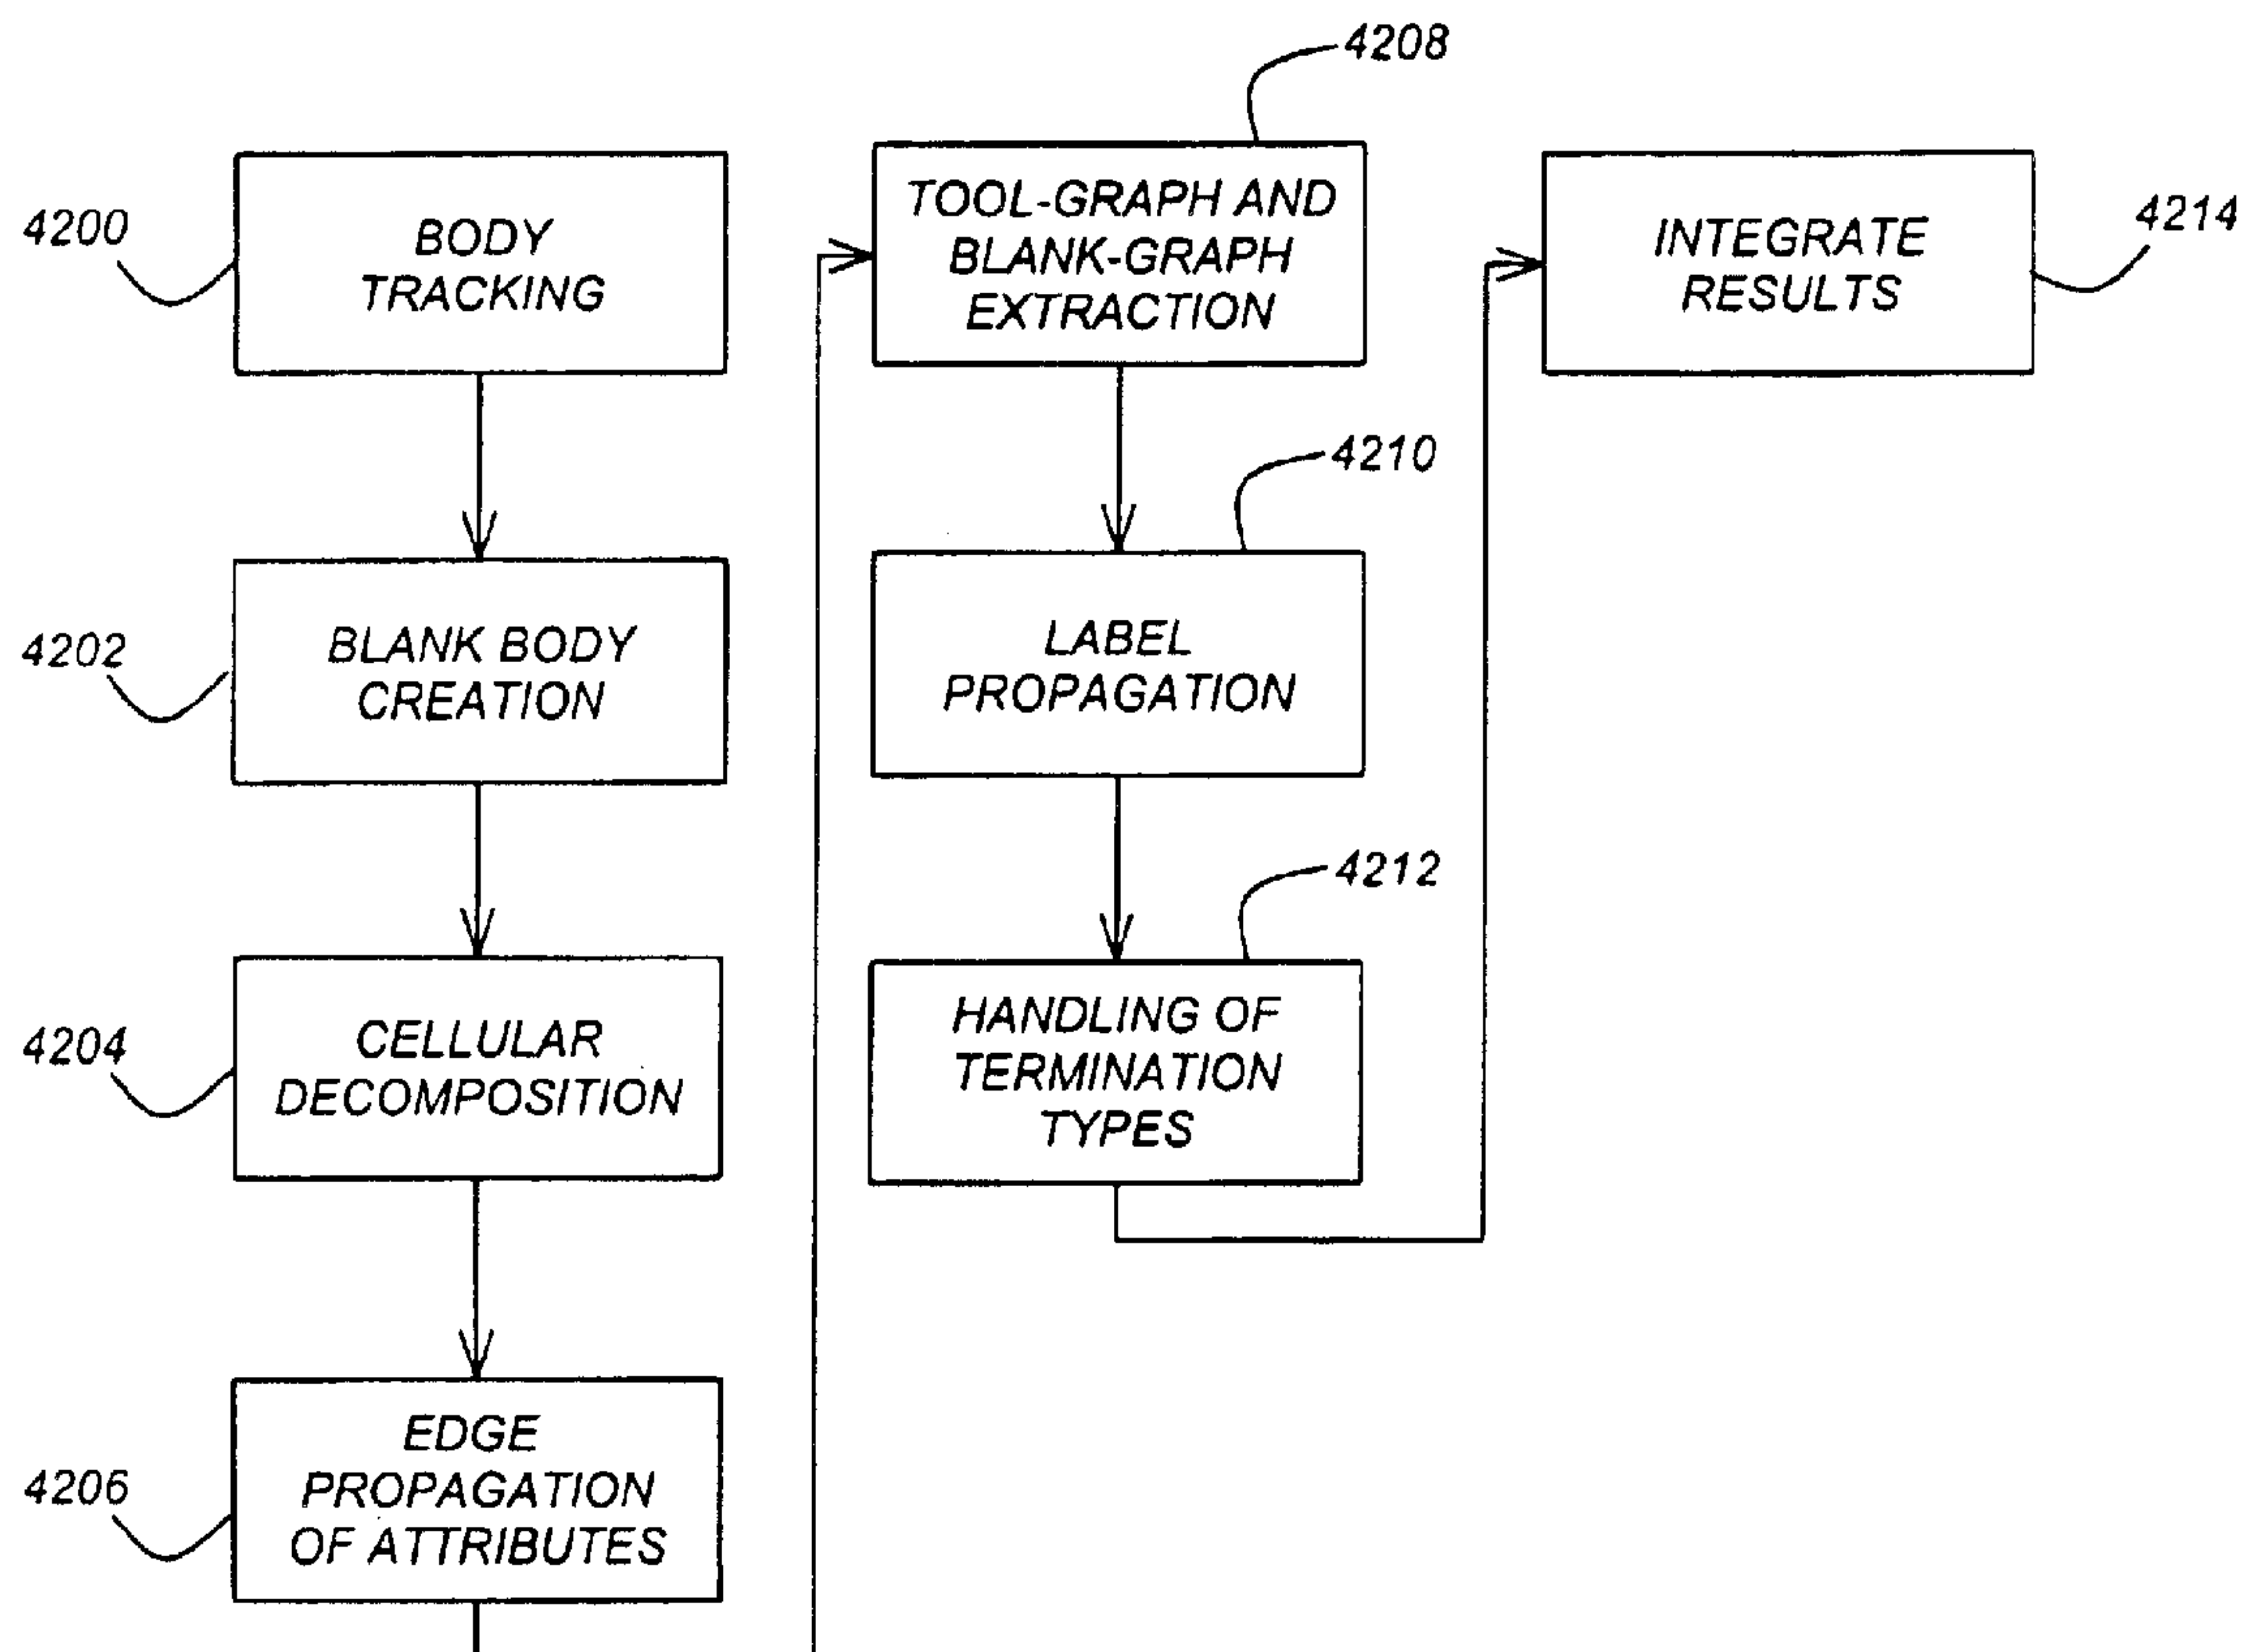 4200
BODY
TRACKING
4202
BLANK BODY
CREATION
4204
CELLULAR
DECOMPOSITION
4206
EDGE
PROPAGATION
OF ATTRIBUTES
4208
TOOL-GRAPH AND
BLANK-GRAPH
EXTRACTION
4210
LABEL
PROPAGATION
4212
HANDLING OF
TERMINATION
TYPES
4214
INTEGRATE
RESULTS